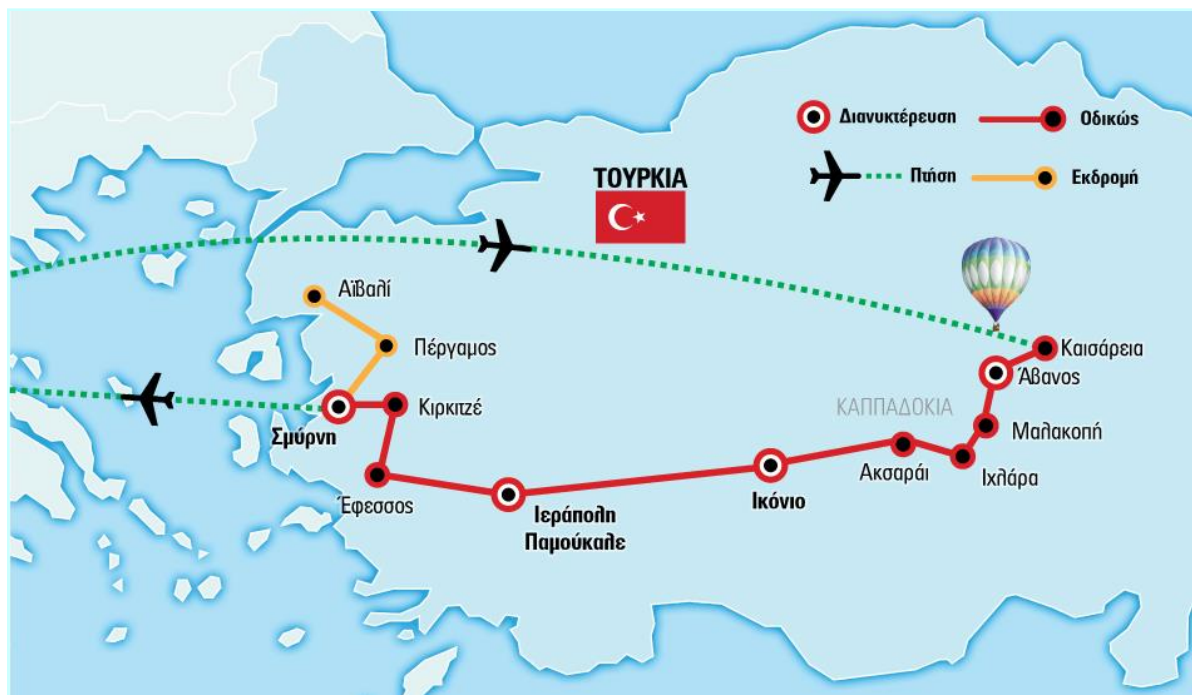 Διανυκτέρευση
Οδικώς
Πτήση
Εκδρομή
ΤΟΥΡΚΙΑ
Αϊβαλί
Πέργαμος
Καισάρεια
Άβανος
Κιρκιτζέ
ΚΑΠΠΑΔΟΚΙΑ
Μαλακοπή
Σμύρνη
Ακσαράι
Ιχλάρα
Έφεσσος
Ικόνιο
Ιεράπολη
Παμούκαλε